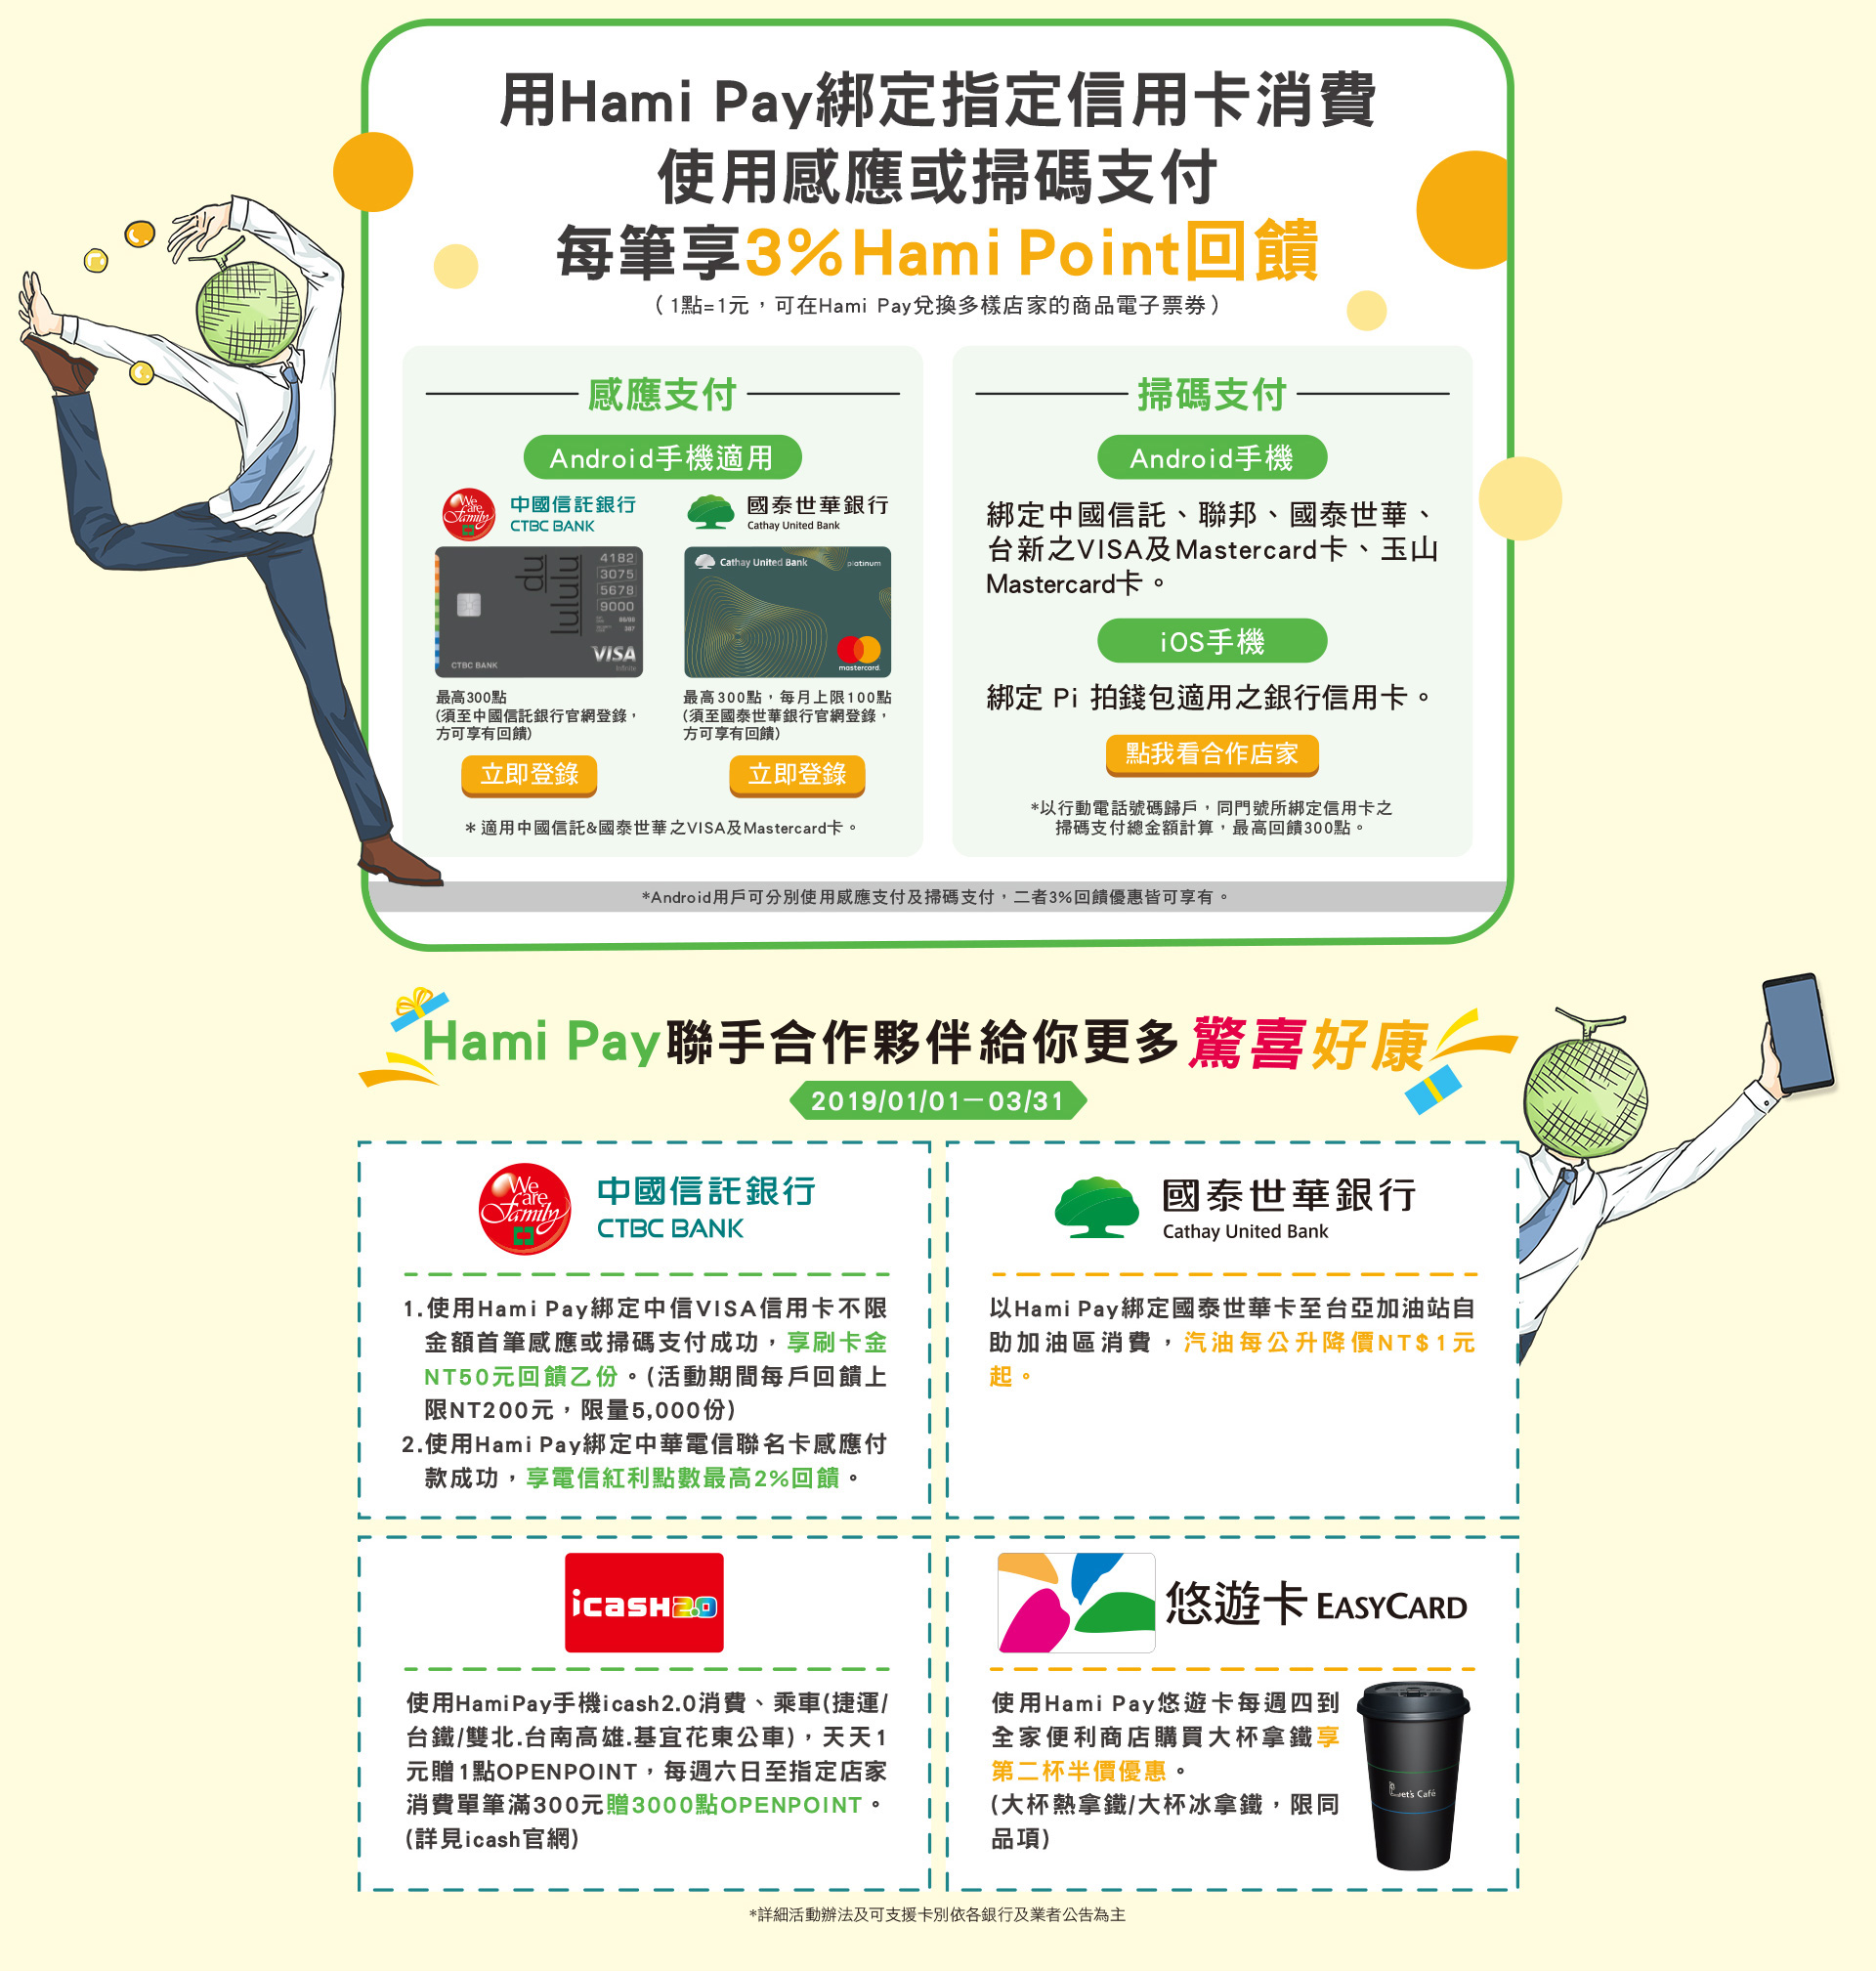 用Hami Pay綁定指定信用卡消費
使用感應或掃碼支付
每筆享3%Hami Point回饋
（1點=1元，可在Hami Pay兌換多樣店家的商品電子票券）
感應支付
Android手機適用
We are Family
中國信託銀行
CTBC BANK
國泰世華銀行
Cathay United Bank
du
lululu
4182
3075
5678
9000
CTBC BANK
VISA
Infinite
Cathay United Bank
platinum
mastercard.
最高300點
(須至中國信託銀行官網登錄，
方可享有回饋)
立即登錄
最高300點，每月上限100點
(須至國泰世華銀行官網登錄，
方可享有回饋)
立即登錄
＊適用中國信託&國泰世華之VISA及Mastercard卡。
掃碼支付
Android手機
綁定中國信託、聯邦、國泰世華、
台新之VISA及Mastercard卡、玉山
Mastercard卡。
iOS手機
綁定 Pi 拍錢包適用之銀行信用卡。
點我看合作店家
*以行動電話號碼歸戶，同門號所綁定信用卡之
掃碼支付總金額計算，最高回饋300點。
*Android用戶可分別使用感應支付及掃碼支付，二者3%回饋優惠皆可享有。
Hami Pay聯手合作夥伴給你更多驚喜好康
2019/01/01－03/31
We are Family
中國信託銀行
CTBC BANK
1.使用Hami Pay綁定中信VISA信用卡不限
金額首筆感應或掃碼支付成功，享刷卡金
NT50元回饋乙份。(活動期間每戶回饋上
限NT200元，限量5,000份)
2.使用Hami Pay綁定中華電信聯名卡感應付
款成功，享電信紅利點數最高2%回饋。
國泰世華銀行
Cathay United Bank
以Hami Pay綁定國泰世華卡至台亞加油站自
助加油區消費，汽油每公升降價NT$1元
起。
icash2.0
使用HamiPay手機icash2.0消費、乘車(捷運/
台鐵/雙北.台南高雄.基宜花東公車)，天天1
元贈1點OPENPOINT，每週六日至指定店家
消費單筆滿300元贈3000點OPENPOINT。
(詳見icash官網)
悠遊卡 EASYCARD
使用Hami Pay悠遊卡每週四到
全家便利商店購買大杯拿鐵享
第二杯半價優惠。
(大杯熱拿鐵/大杯冰拿鐵，限同
品項)
Let's Café
*詳細活動辦法及可支援卡別依各銀行及業者公告為主